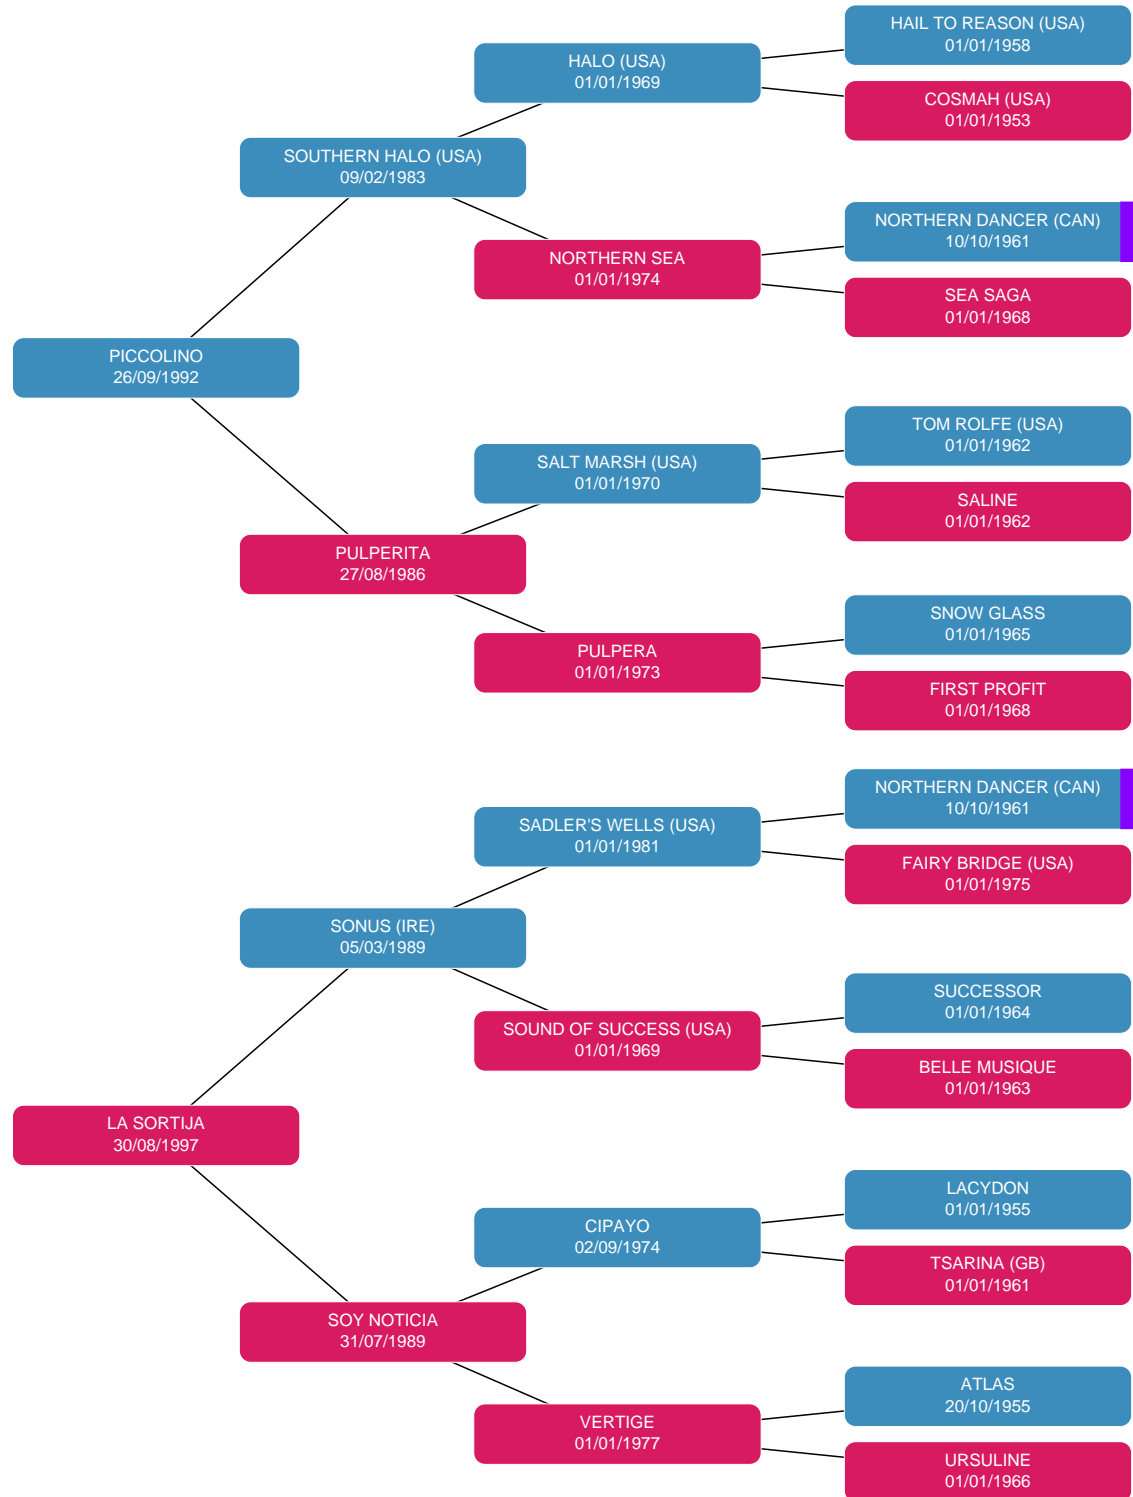 HAIL TO REASON (USA)
01/01/1958
HALO (USA)
01/01/1969
COSMAH (USA)
01/01/1953
SOUTHERN HALO (USA)
09/02/1983
NORTHERN DANCER (CAN)
10/10/1961
NORTHERN SEA
01/01/1974
SEA SAGA
01/01/1968
PICCOLINO
26/09/1992
TOM ROLFE (USA)
01/01/1962
SALT MARSH (USA)
01/01/1970
SALINE
01/01/1962
PULPERITA
27/08/1986
SNOW GLASS
01/01/1965
PULPERA
01/01/1973
FIRST PROFIT
01/01/1968
NORTHERN DANCER (CAN)
10/10/1961
SADLER'S WELLS (USA)
01/01/1981
FAIRY BRIDGE (USA)
01/01/1975
SONUS (IRE)
05/03/1989
SUCCESSOR
01/01/1964
SOUND OF SUCCESS (USA)
01/01/1969
BELLE MUSIQUE
01/01/1963
LA SORTIJA
30/08/1997
LACYDON
01/01/1955
CIPAYO
02/09/1974
TSARINA (GB)
01/01/1961
SOY NOTICIA
31/07/1989
ATLAS
20/10/1955
VERTIGE
01/01/1977
URSULINE
01/01/1966